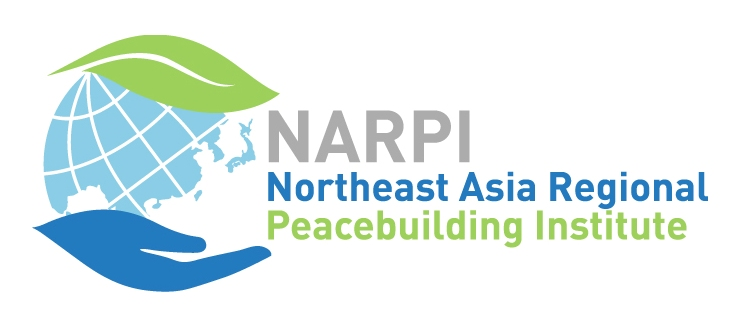 NARPI
Northeast Asia Regional
Peacebuilding Institute